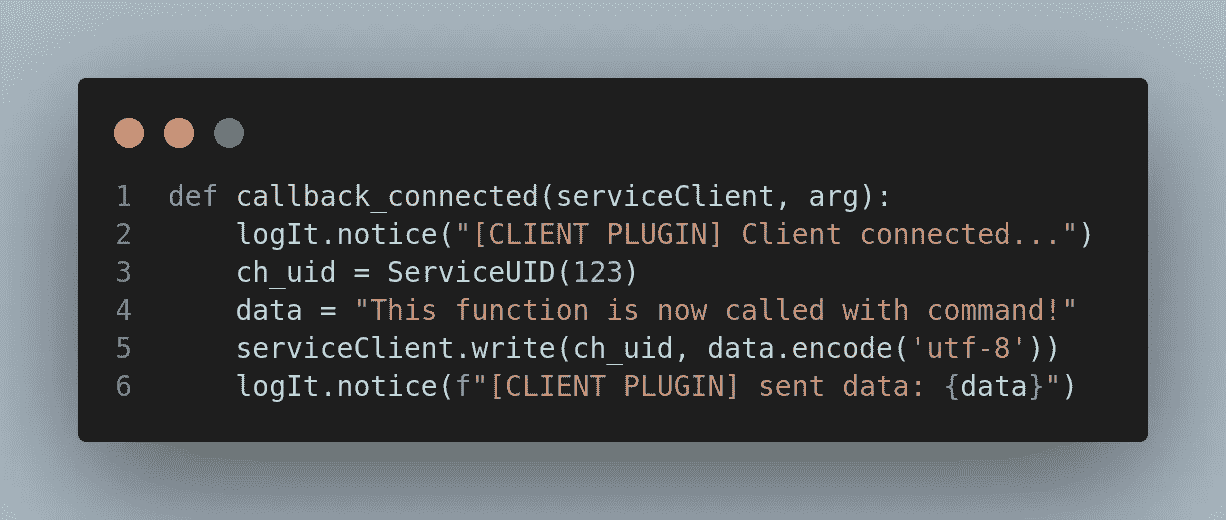 1 def callback_connected(serviceClient, arg):
2     logIt.notice("[CLIENT PLUGIN] Client connected...")
3     ch_uid = ServiceUID(123)
4     data = "This function is now called with command!"
5     serviceClient.write(ch_uid, data.encode('utf-8'))
6     logIt.notice(f"[CLIENT PLUGIN] sent data: {data}")